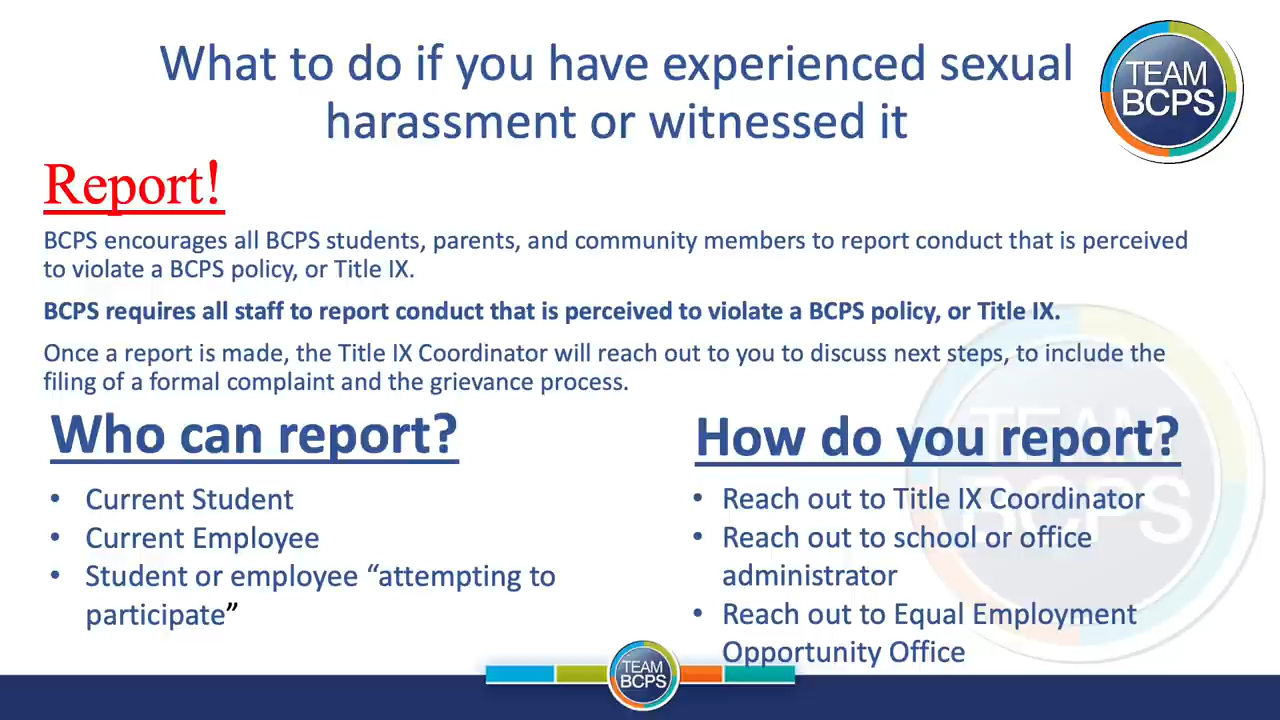 What to do if you have experienced sexual
harassment or witnessed it
TEAM
BCPS
Report!
BCPS encourages all BCPS students, parents, and community members to report conduct that is perceived
to violate a BCPS policy, or Title IX.
BCPS requires all staff to report conduct that is perceived to violate a BCPS policy, or Title IX.
Once a report is made, the Title IX Coordinator will reach out to you to discuss next steps, to include the
filing of a formal complaint and the grievance process.
Who can report?
• Current Student
• Current Employee
• Student or employee “attempting to
participate”
How do you report?
• Reach out to Title IX Coordinator
• Reach out to school or office
administrator
• Reach out to Equal Employment
Opportunity Office
TEAM
BCPS
TEAM
BCPS